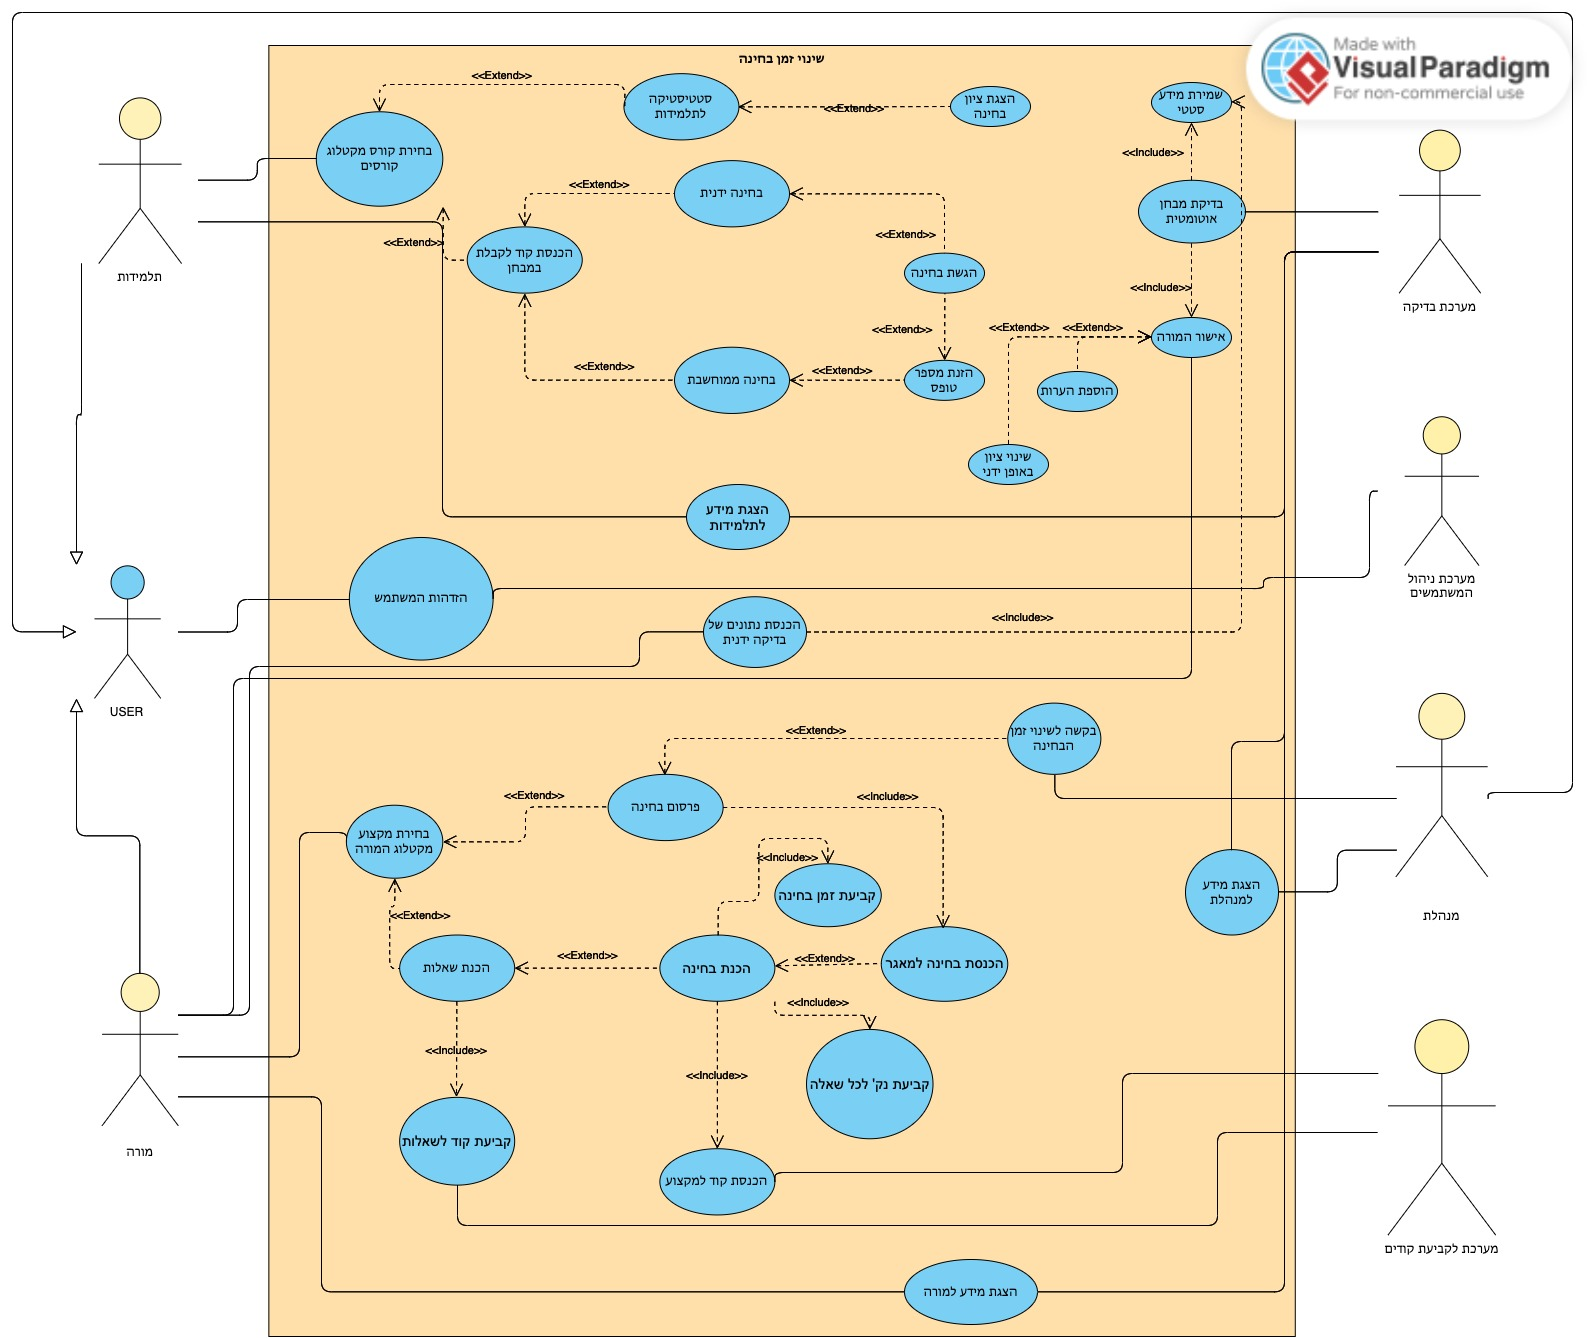 שינוי זמן בחינה
Made with
Visual Paradigm
For non-commercial use
<<Extend>>
סטטיסטיקה
לתלמידות
<<Extend>>
הצגת ציון
בחינה
שמירת מידע
סטטי
בחירת קורס מקטלוג
קורסים
<<Include>>
<<Extend>>
בחינה ידנית
בדיקת מבחן
אוטומטית
<<Extend>>
<<Extend>>
הכנסת קוד לקבלת
במבחן
הגשת בחינה
תלמידות
מערכת בדיקה
<<Include>>
<<Extend>>
<<Extend>>
<<Extend>>
אישור המורה
<<Extend>>
בחינה ממוחשבת
<<Extend>>
הזנת מספר
טופס
הוספת הערות
שינוי ציון
באופן ידני
הצגת מידע
לתלמידות
מערכת ניהול
המשתמשים
הזדהות המשתמש
הכנסת נתונים של
בדיקה ידנית
<<Include>>
USER
<<Extend>>
בקשה לשינוי זמן
הבחינה
<<Extend>>
פרסום בחינה
<<Include>>
בחירת מקצוע
מקטלוג המורה
<<Include>>
קביעת זמן בחינה
הצגת מידע
למנהלת
מנהלת
<<Extend>>
<<Extend>>
<<Extend>>
הכנת שאלות
הכנת בחינה
הכנסת בחינה למאגר
<<Include>>
<<Include>>
<<Include>>
קביעת נק' לכל שאלה
מורה
קביעת קוד לשאלות
הכנסת קוד למקצוע
מערכת לקביעת קודים
הצגת מידע למורה